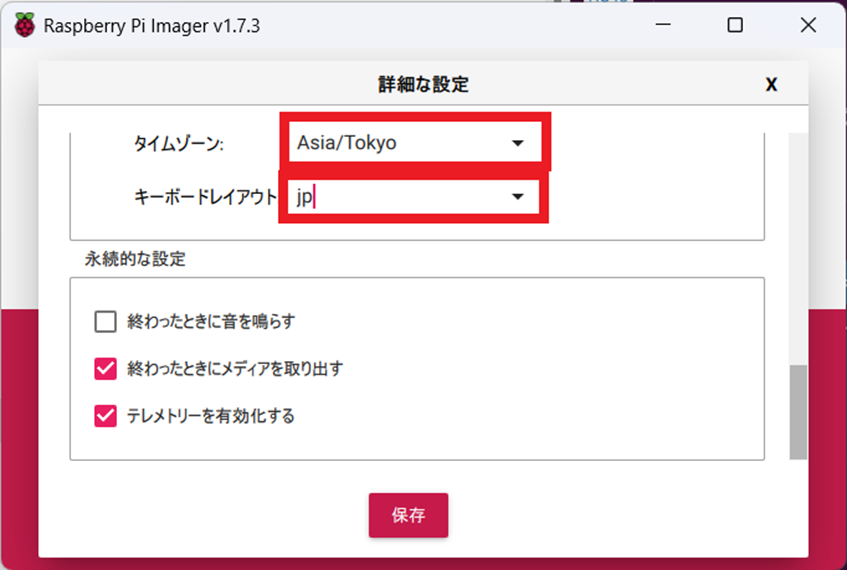 Raspberry Pi Imager v1.7.3
詳細な設定
X
タイムゾーン:
Asia/Tokyo
キーボードレイアウト
jp
永続的な設定
終わったときに音を鳴らす
終わったときにメディアを取り出す
テレメトリーを有効化する
保存